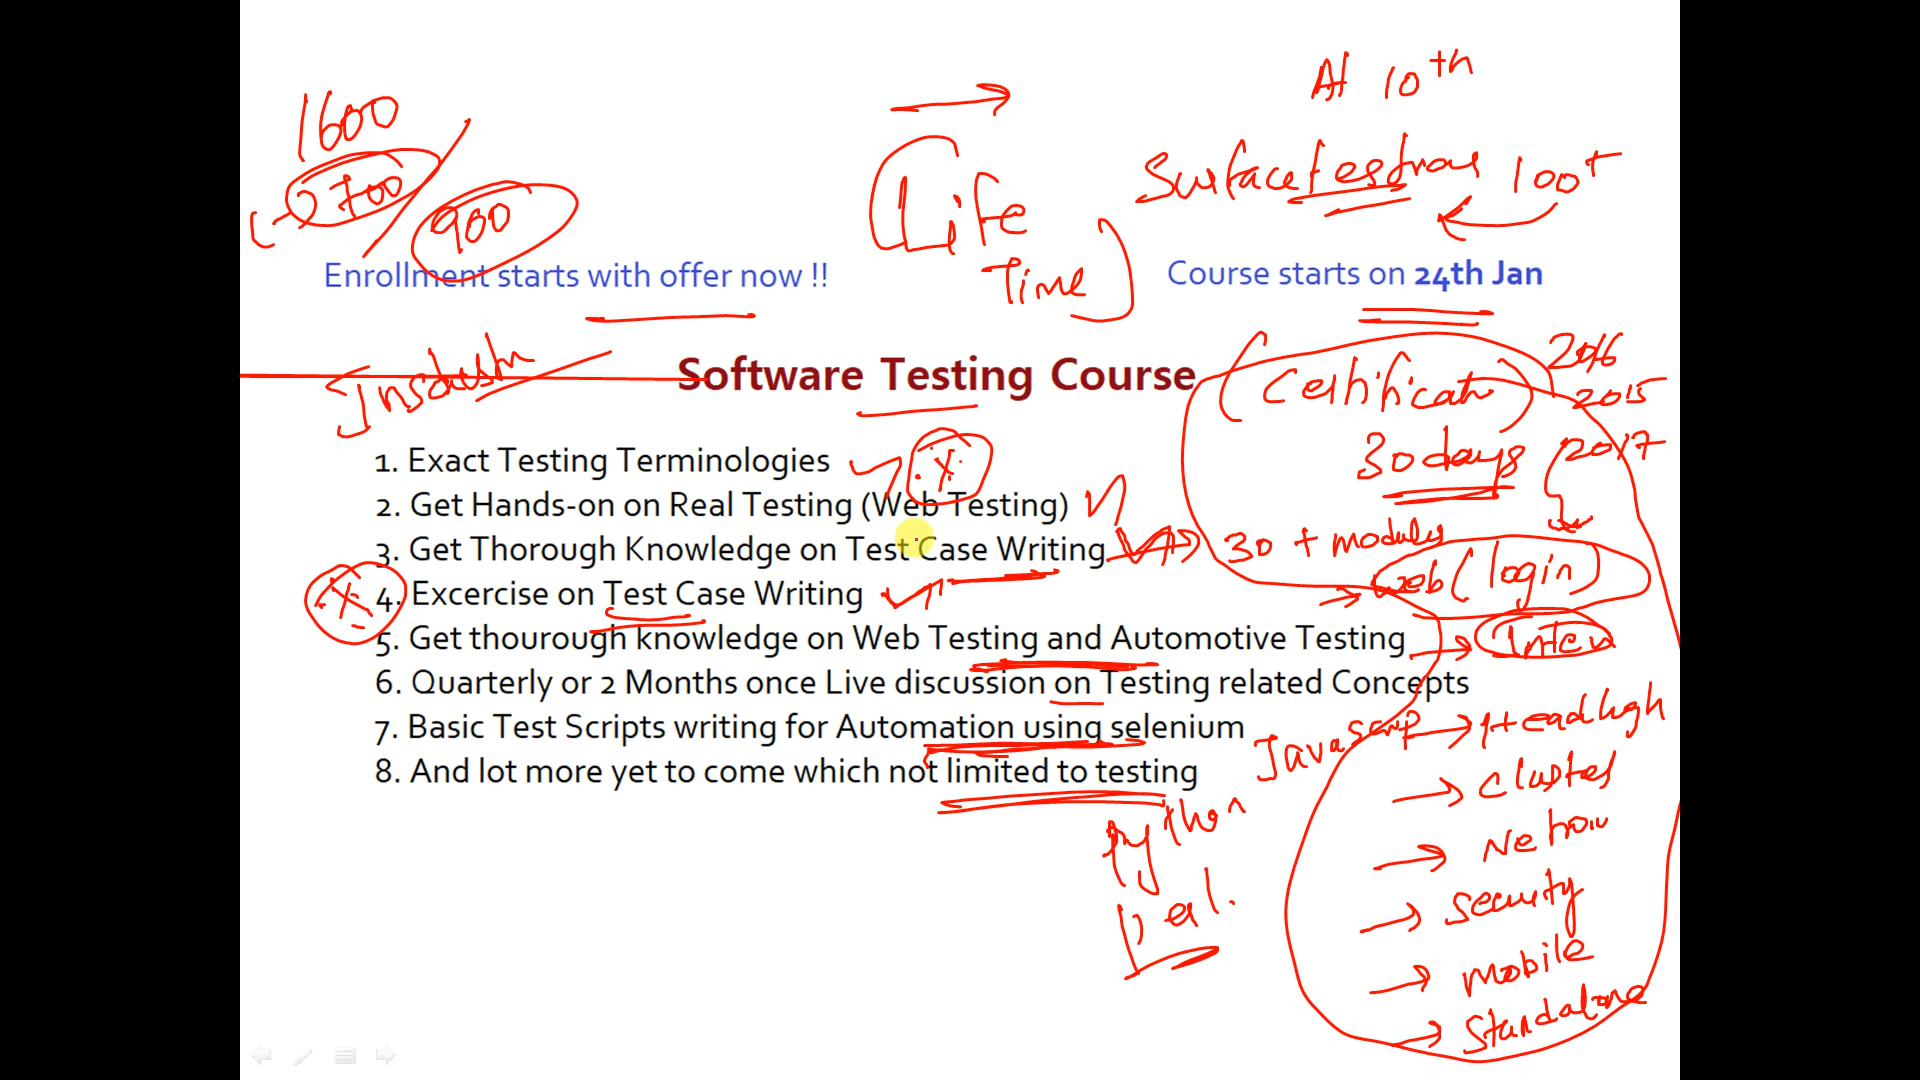 At 10th
1600
700
900
Life
Time
Surface 100+
Enrollment starts with offer now !!
Course starts on 24th Jan
Software Testing Course
2016
2015
30 days 2017
1. Exact Testing Terminologies
X
2. Get Hands-on on Real Testing (Web Testing)
3. Get Thorough Knowledge on Test Case Writing
30 + modules
X
4. Excercise on Test Case Writing
web (login)
5. Get thourough knowledge on Web Testing and Automotive Testing
6. Quarterly or 2 Months once Live discussion on Testing related Concepts
7. Basic Test Scripts writing for Automation using selenium
Javascrip
8. And lot more yet to come which not limited to testing
python
security
mobile
standalone